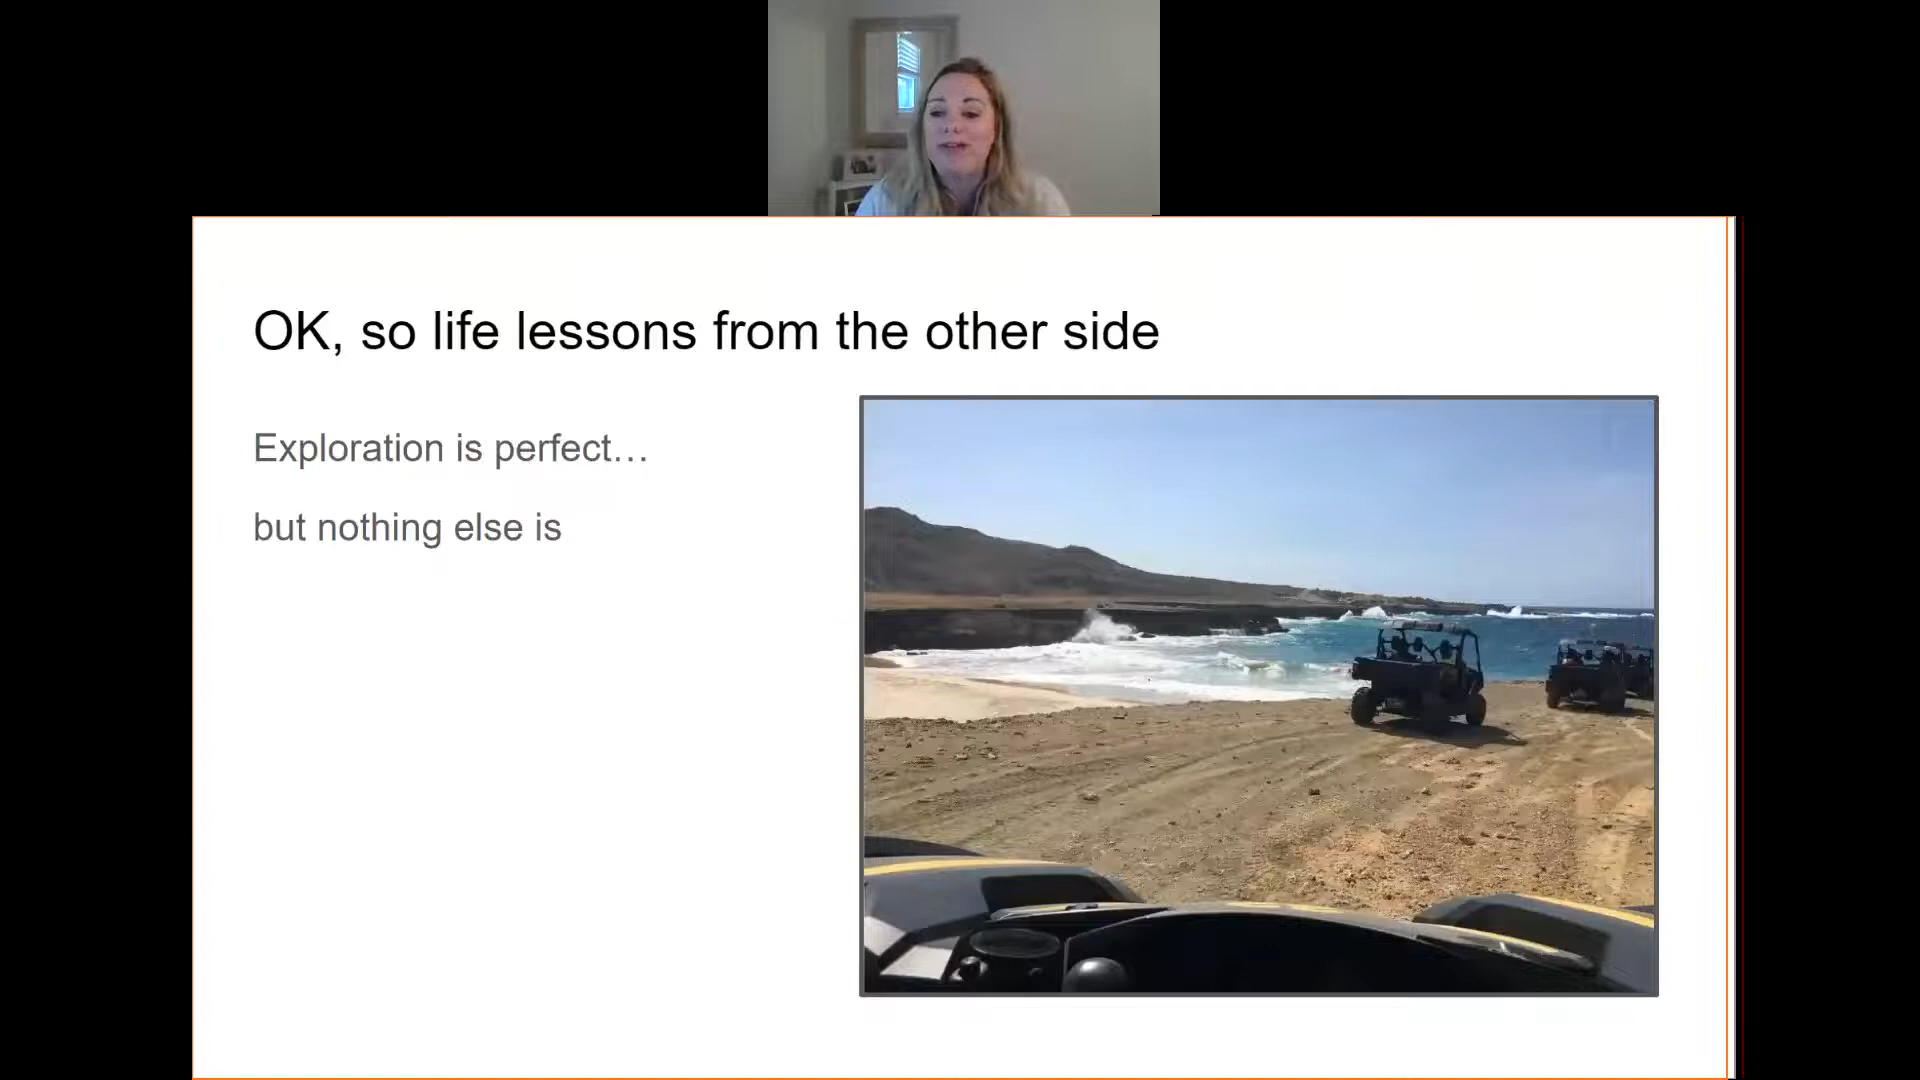 OK, so life lessons from the other side
Exploration is perfect…
but nothing else is